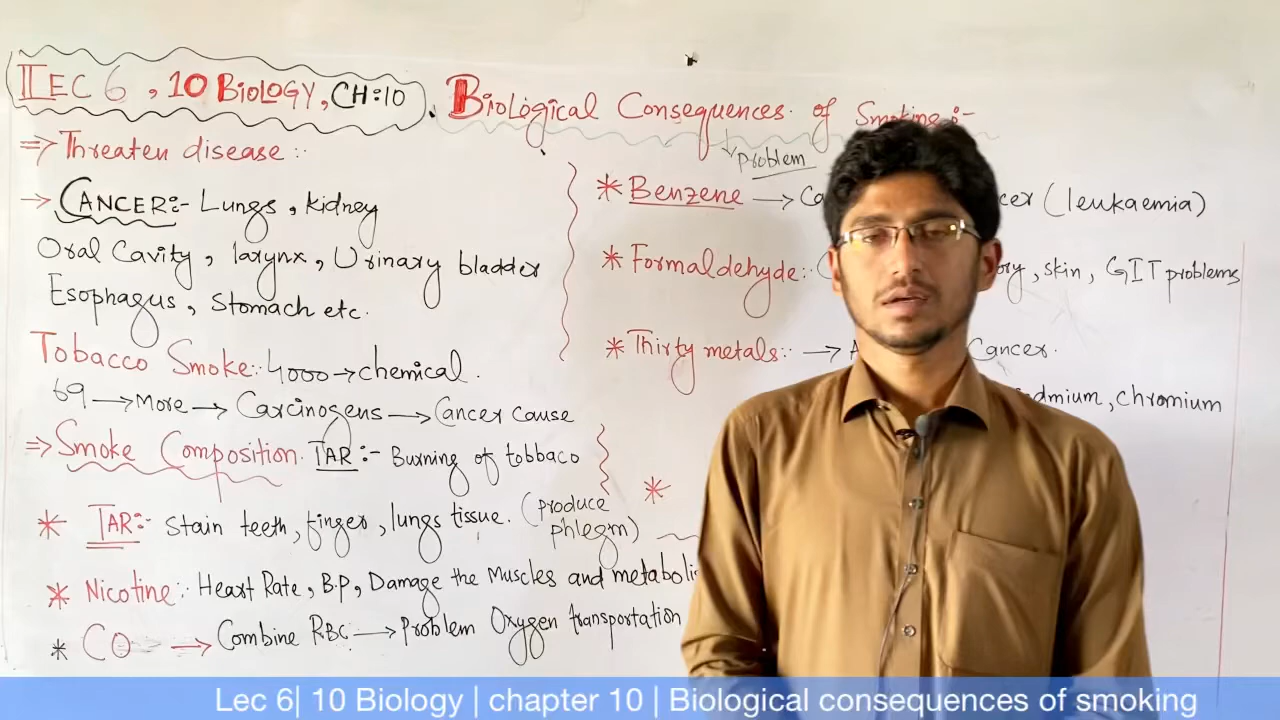 LEC 6, 10 BIOLOGY, CH:10
Biological Consequences of Smoking:-
problem
⇒ Threaten disease:-
→ CANCER:- Lungs, kidney
Oral Cavity, larynx, Urinary bladder
Esophagus, Stomach etc.
Tobacco Smoke: 4000 → chemical.
69 → More → Carcinogens → Cancer cause
⇒ Smoke Composition. TAR:- Burning of tobbaco
* TAR:- Stain teeth, finger, lungs tissue. (produce phlegm)
* Nicotine:- Heart Rate, B.P, Damage the Muscles and
* CO → Combine RBC → Problem Oxygen transportation
* Benzene → (leukaemia)
* Formaldehyde: skin, GIT problems
* Thirty metals: → Cancer.
chromium
*
Lec 6| 10 Biology | chapter 10 | Biological consequences of smoking